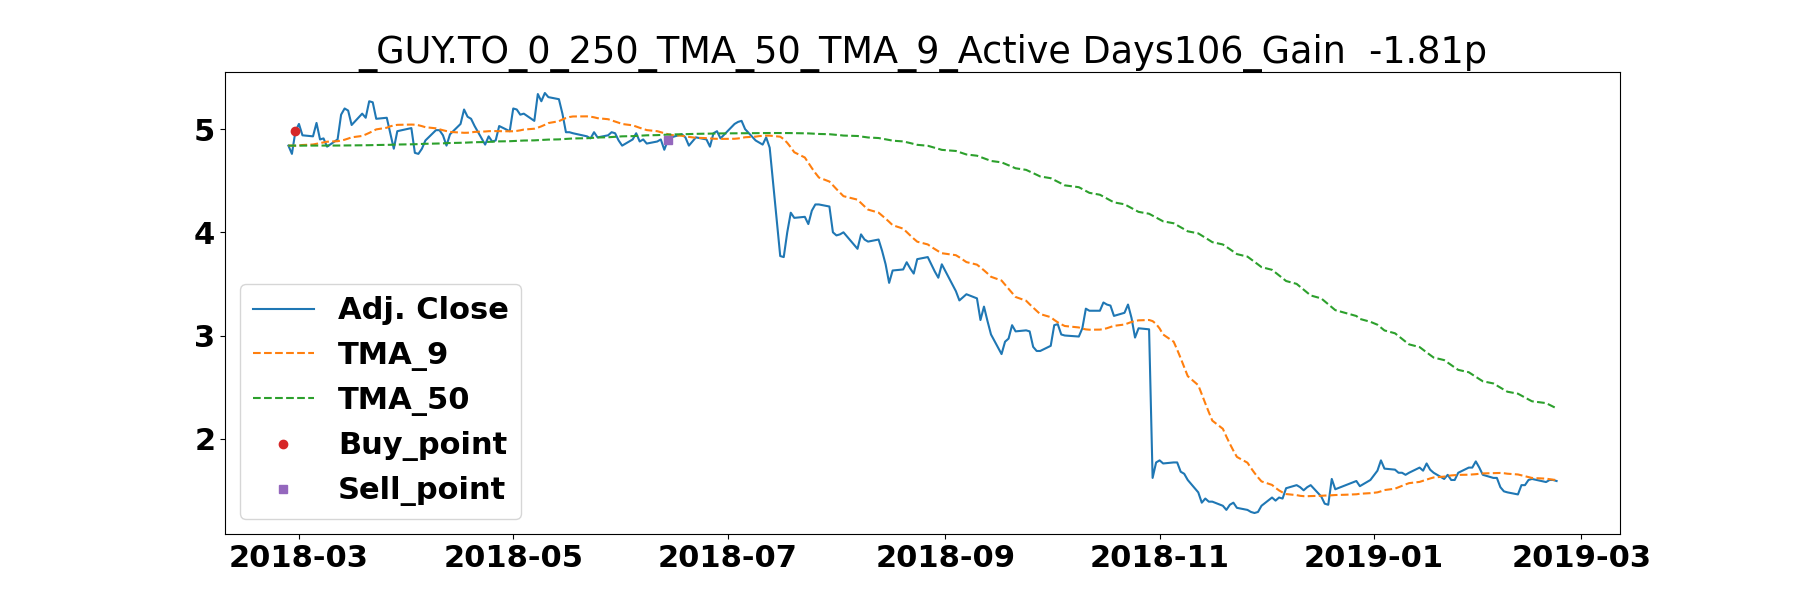 _GUY.TO_0_250_TMA_50_TMA_9_Active Days106_Gain  -1.81p
5
4
3
2
Adj. Close
TMA_9
TMA_50
Buy_point
Sell_point
2018-03 2018-05 2018-07 2018-09 2018-11 2019-01 2019-03